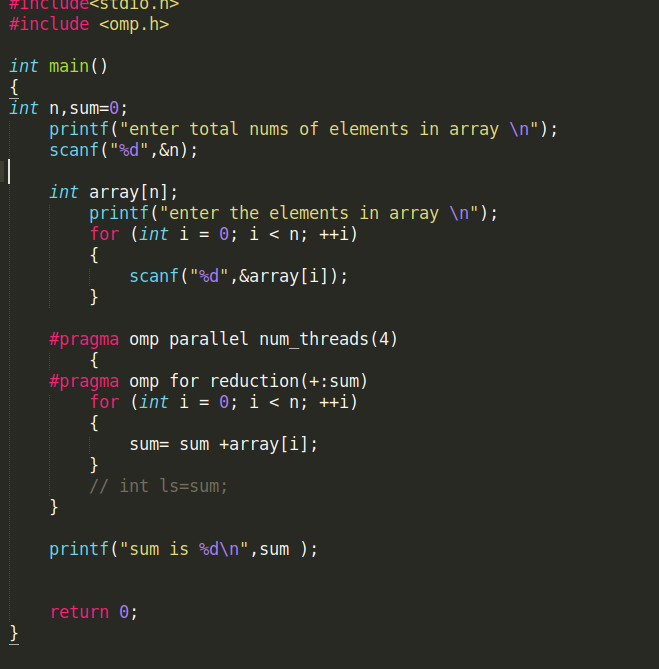 #include<stdio.h>
#include <omp.h>
int main()
{
int n,sum=0;
printf("enter total nums of elements in array \n");
scanf("%d",&n);
int array[n];
printf("enter the elements in array \n");
for (int i = 0; i < n; ++i)
{
scanf("%d",&array[i]);
}
#pragma omp parallel num_threads(4)
{
#pragma omp for reduction(+:sum)
for (int i = 0; i < n; ++i)
{
sum= sum +array[i];
}
// int ls=sum;
}
printf("sum is %d\n",sum );
return 0;
}